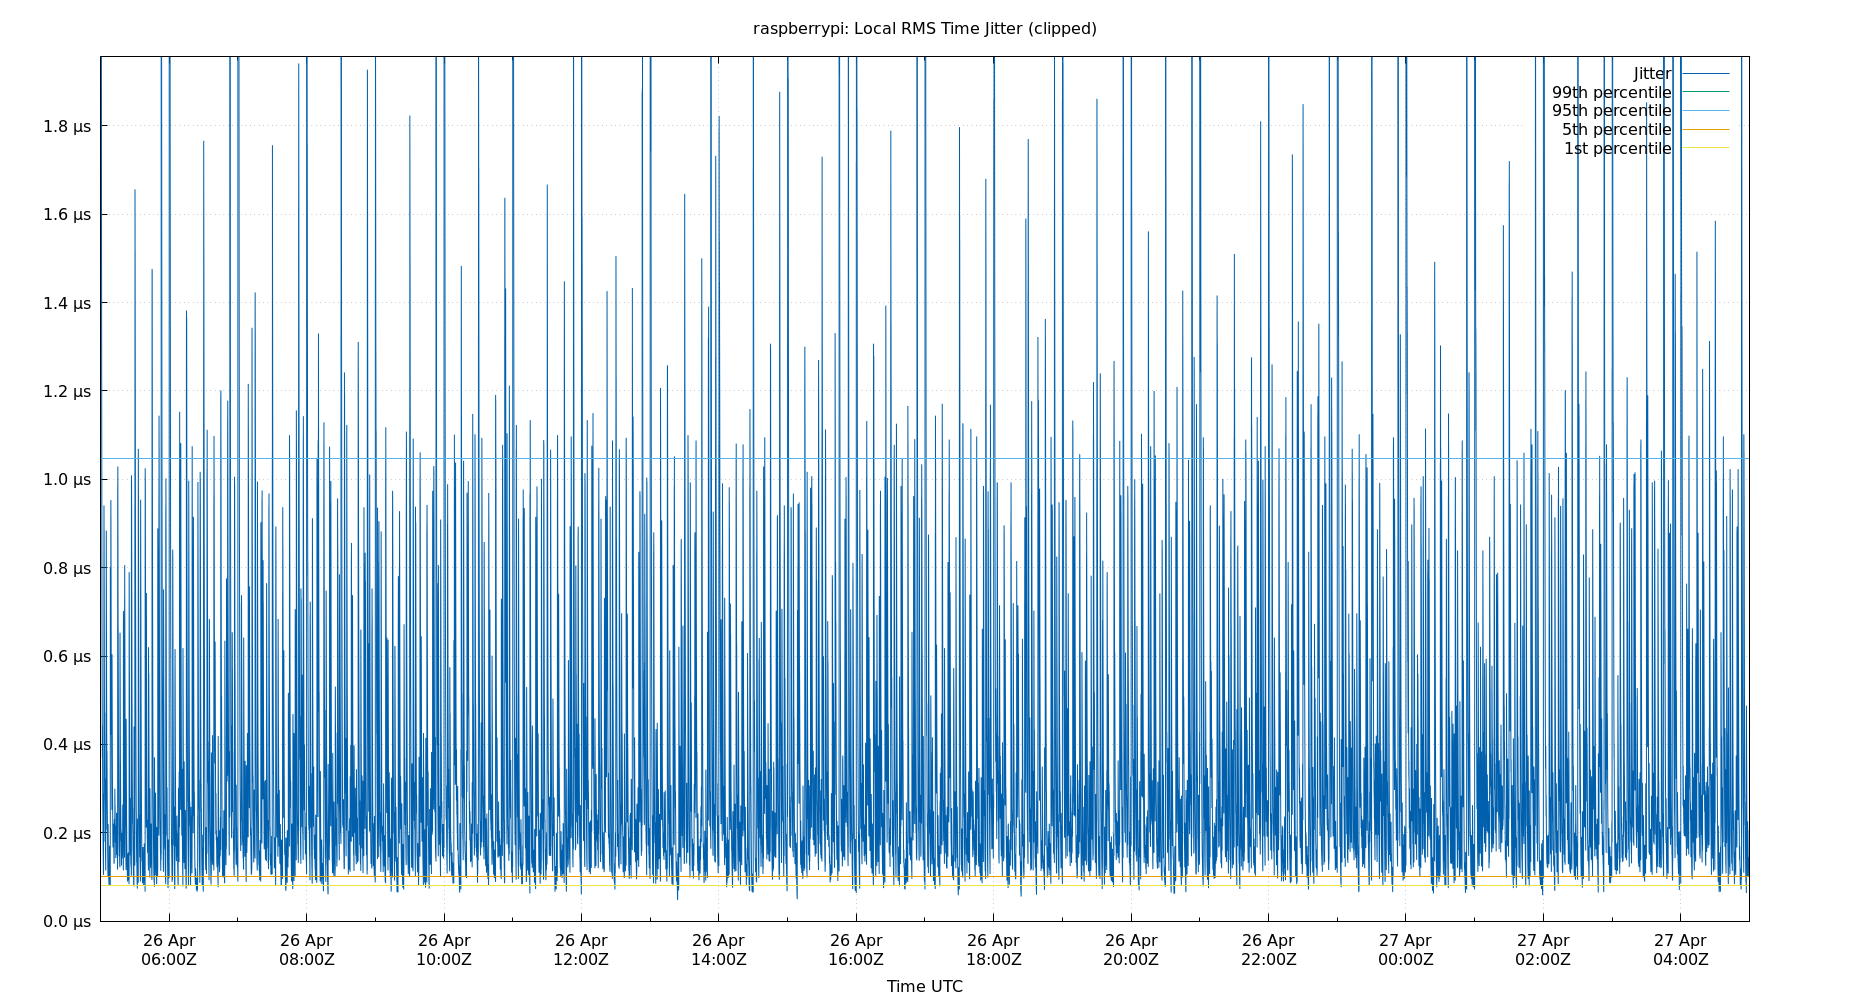 raspberrypi: Local RMS Time Jitter (clipped)
Jitter
99th percentile
95th percentile
5th percentile
1st percentile
1.8 μs
1.6 μs
1.4 μs
1.2 μs
1.0 μs
0.8 μs
0.6 μs
0.4 μs
0.2 μs
0.0 μs
26 Apr 26 Apr 26 Apr 26 Apr 26 Apr 26 Apr 26 Apr 26 Apr 26 Apr 27 Apr 27 Apr 27 Apr
06:00Z 08:00Z 10:00Z 12:00Z 14:00Z 16:00Z 18:00Z 20:00Z 22:00Z 00:00Z 02:00Z 04:00Z
Time UTC